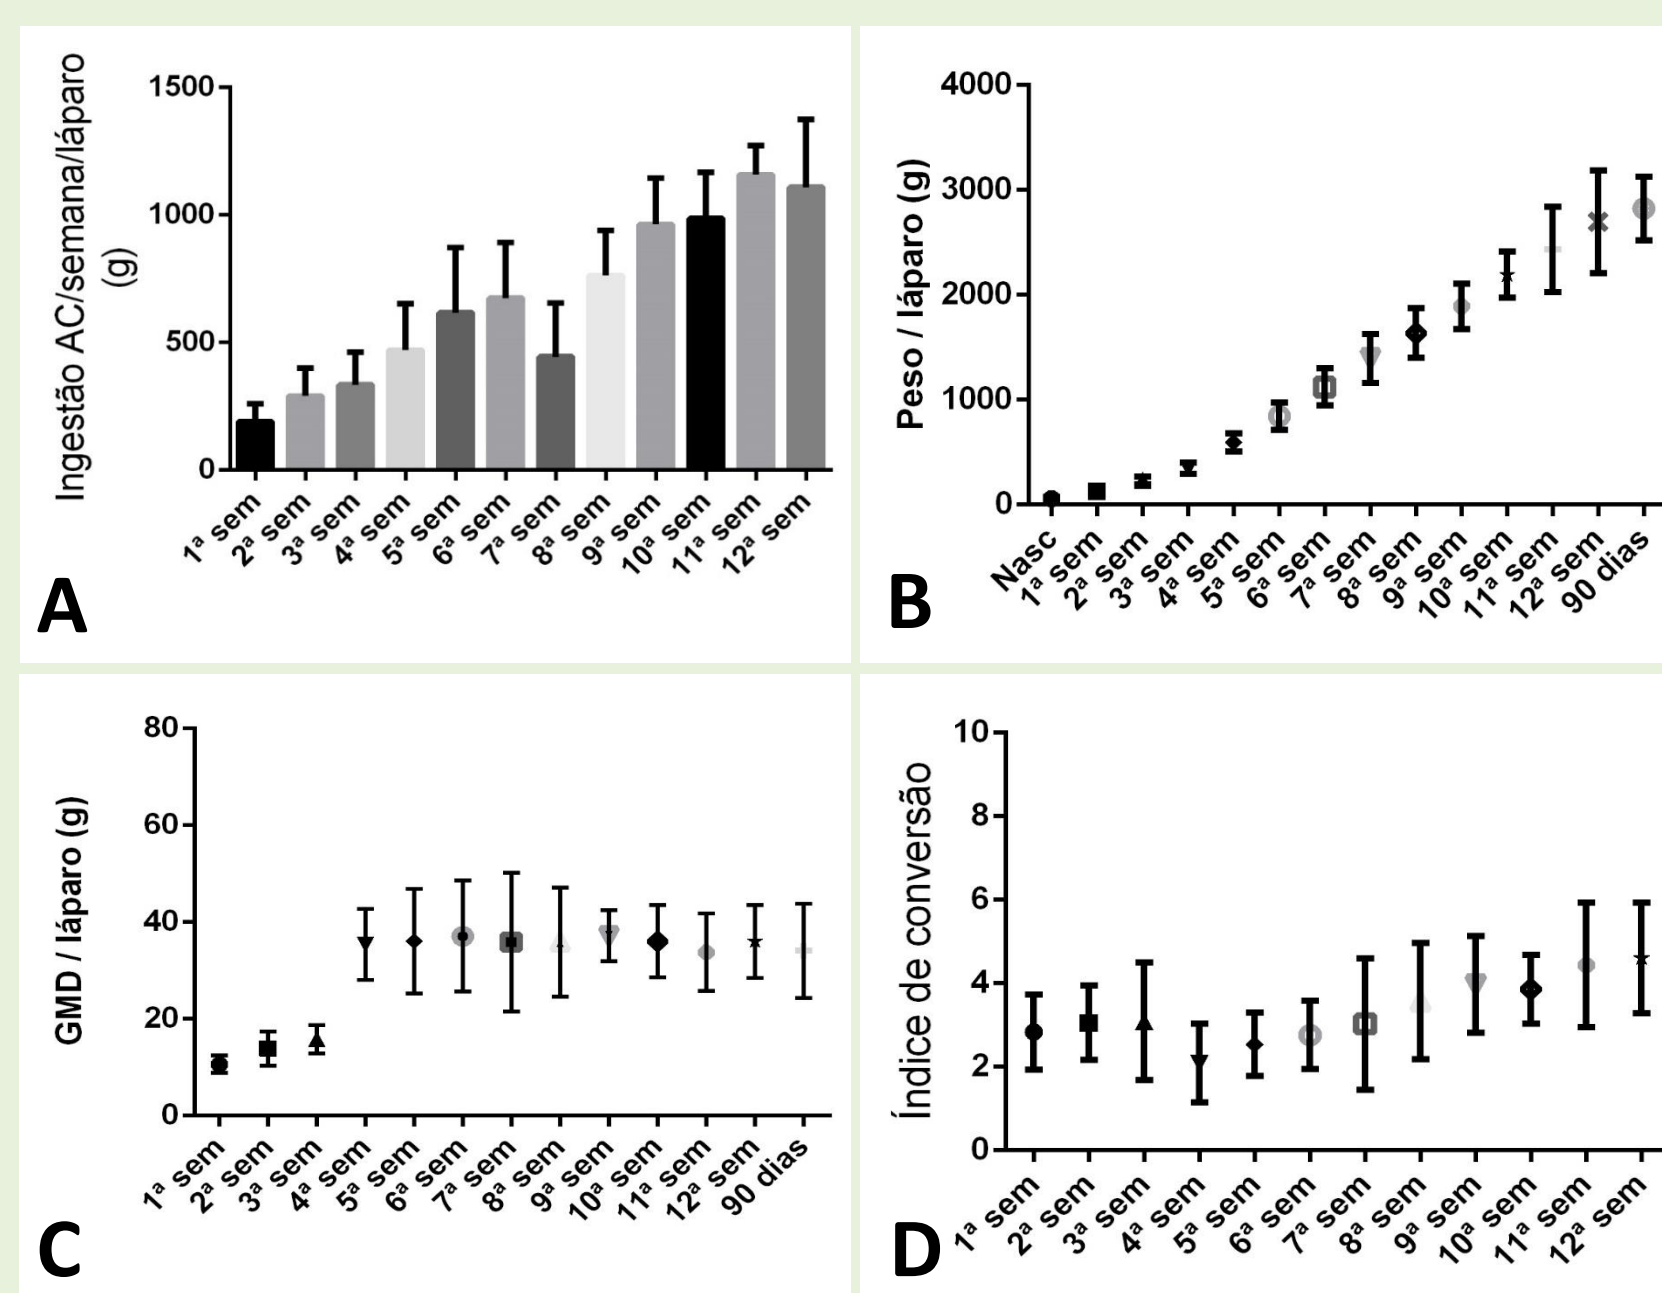 Ingestão AC/semana/láparo
(g)
1500
1000
500
0
1ª sem
2ª sem
3ª sem
4ª sem
5ª sem
6ª sem
7ª sem
8ª sem
9ª sem
10ª sem
11ª sem
12ª sem
A
Peso / láparo (g)
4000
3000
2000
1000
0
Nasc
1ª sem
2ª sem
3ª sem
4ª sem
5ª sem
6ª sem
7ª sem
8ª sem
9ª sem
10ª sem
11ª sem
12ª sem
90 dias
B
GMD / láparo (g)
80
60
40
20
0
1ª sem
2ª sem
3ª sem
4ª sem
5ª sem
6ª sem
7ª sem
8ª sem
9ª sem
10ª sem
11ª sem
12ª sem
90 dias
C
Índice de conversão
10
8
6
4
2
0
1ª sem
2ª sem
3ª sem
4ª sem
5ª sem
6ª sem
7ª sem
8ª sem
9ª sem
10ª sem
11ª sem
12ª sem
D